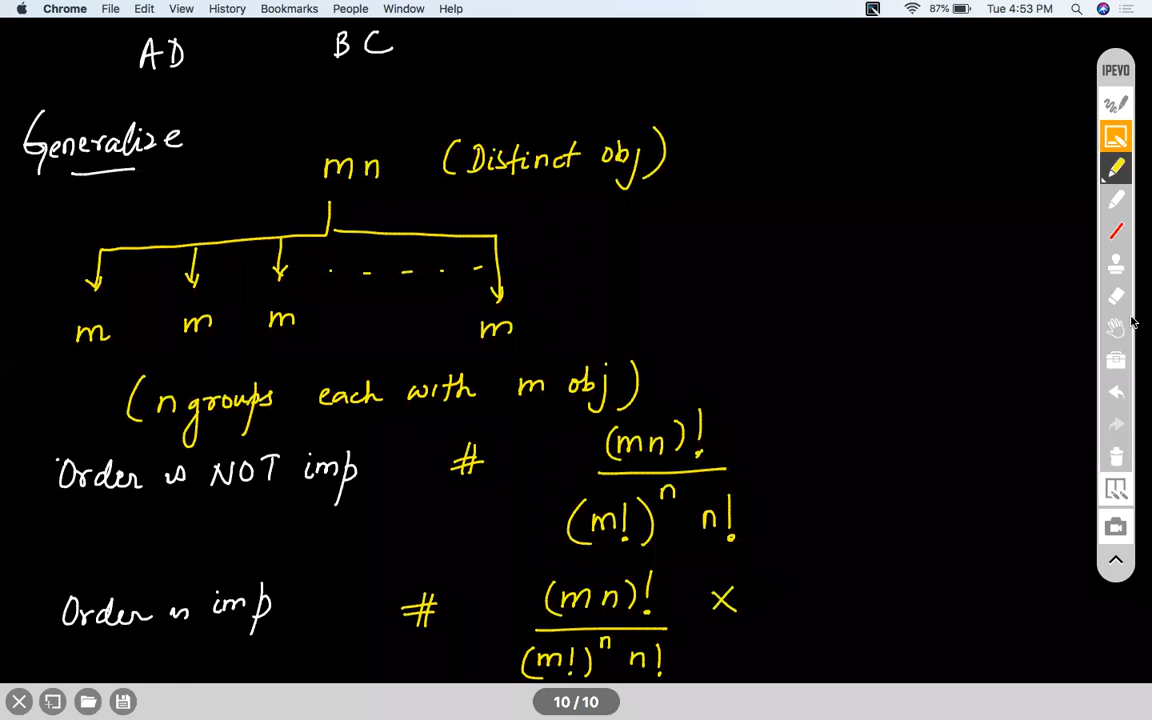 Chrome File Edit View History Bookmarks People Window Help 87% Tue 4:53 PM
AD BC
IPEVO
Generalize
mn (Distinct obj)
m m m . - - . - m
(n groups each with m obj)
Order is NOT imp # (mn)!
(m!)^n n!
Order is imp # (mn)! ×
(m!)^n n!
10/10